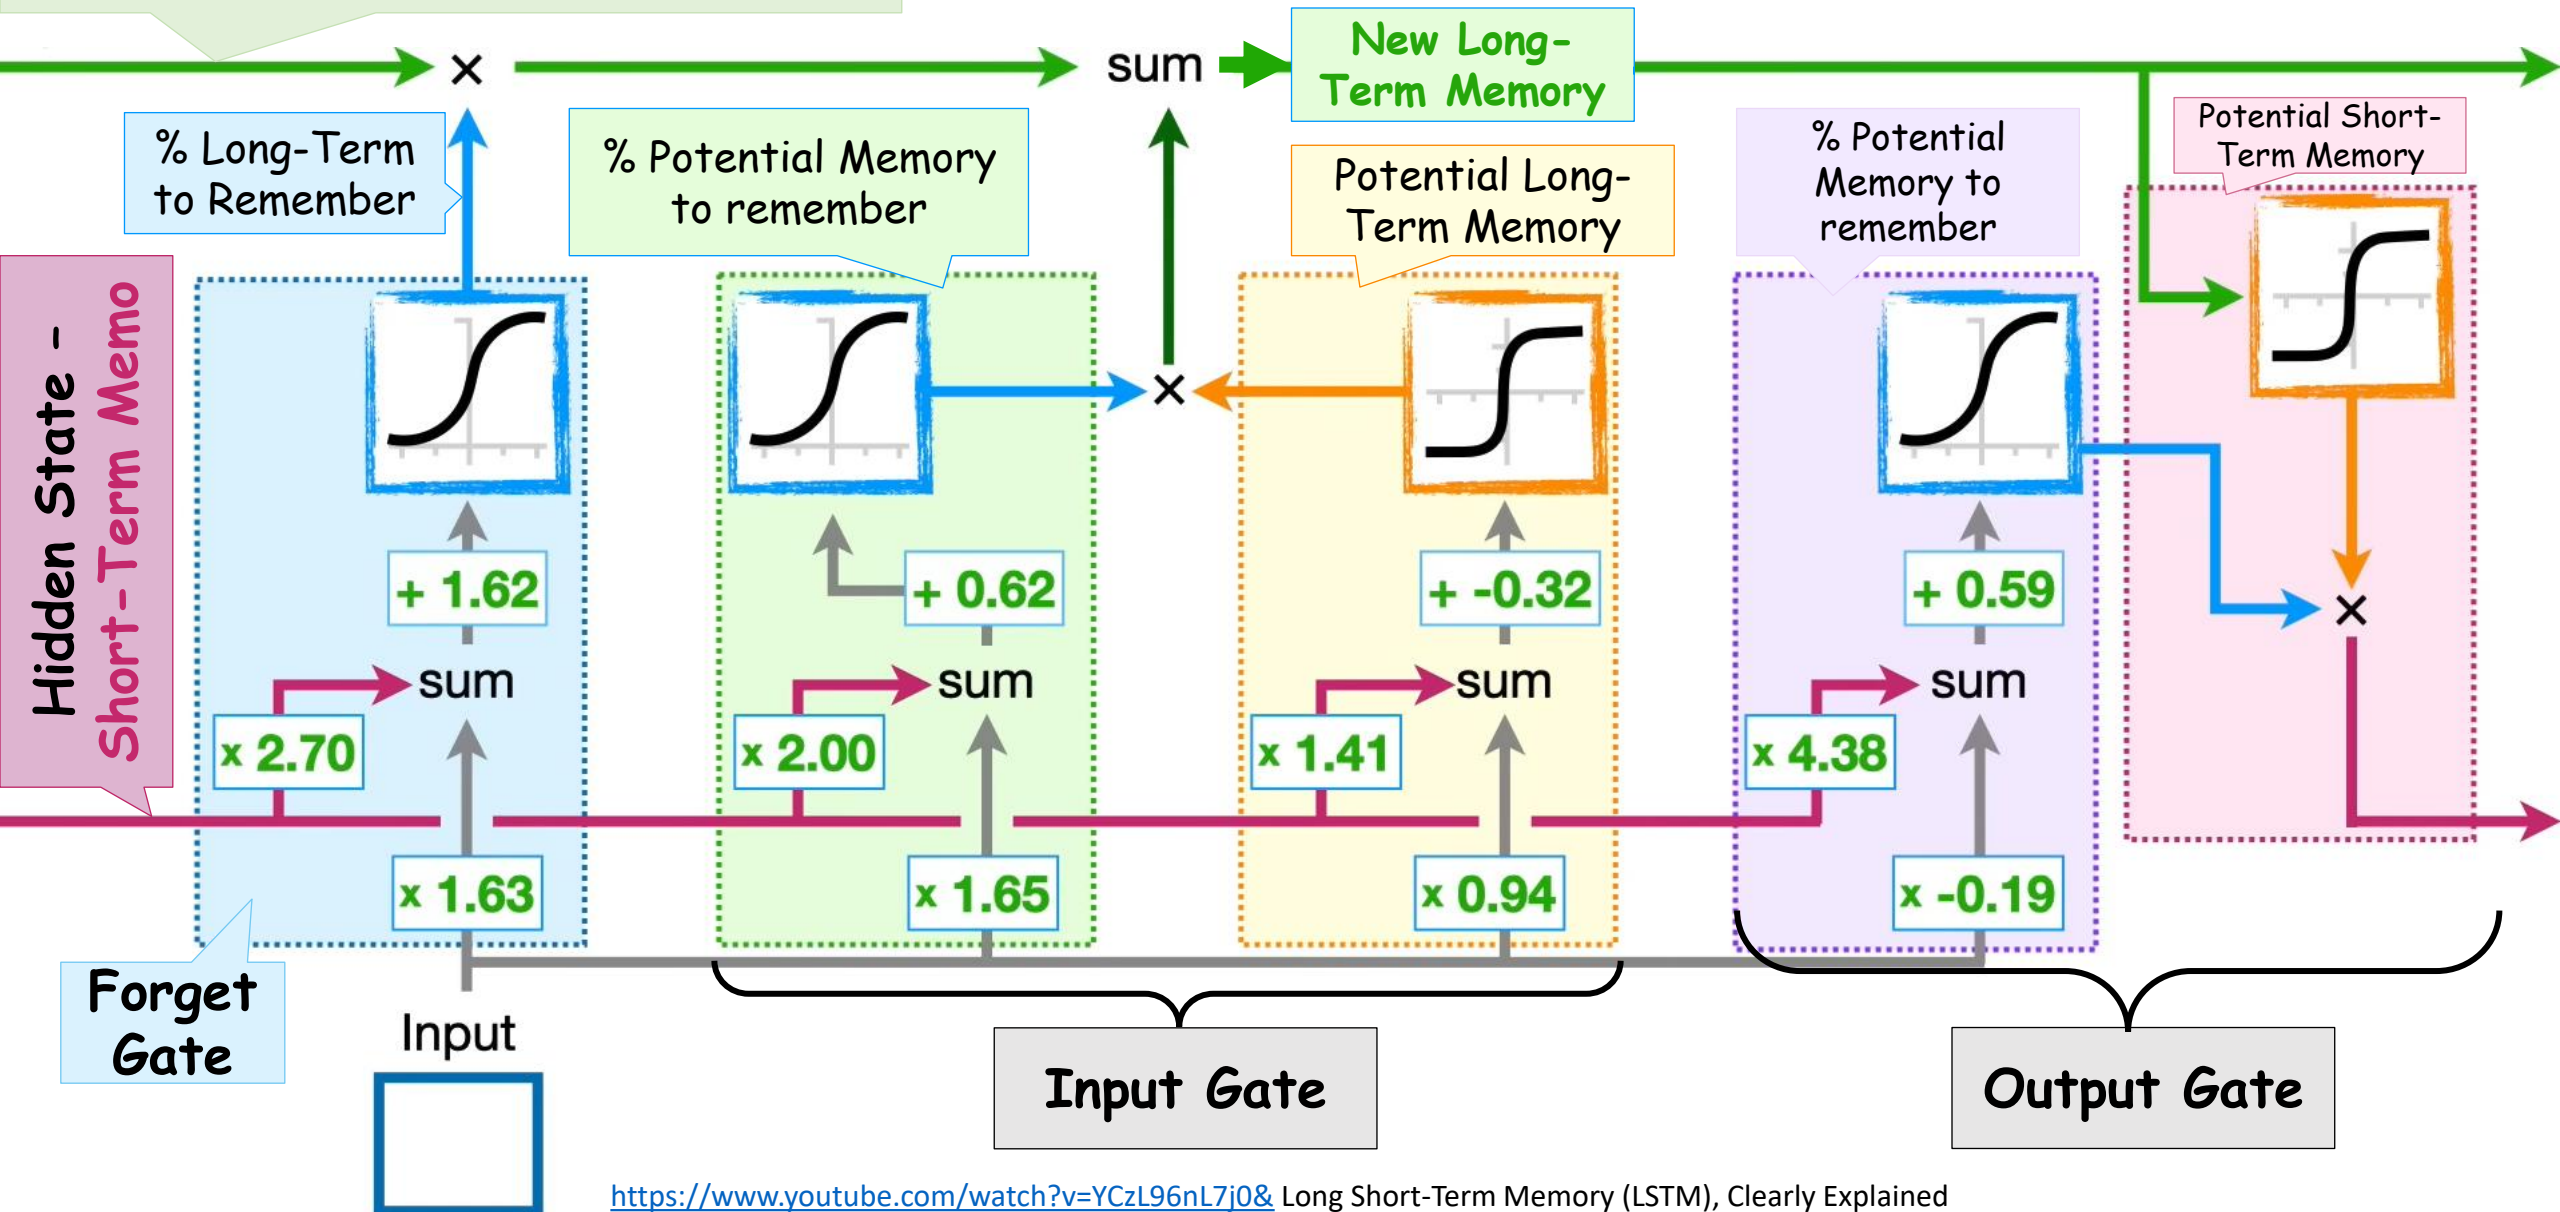 ×
sum
New Long-
Term Memory
% Long-Term
to Remember
% Potential Memory
to remember
Potential Long-
Term Memory
% Potential
Memory to
remember
Potential Short-
Term Memory
Hidden State -
Short-Term Memo
×
×
+ 1.62
+ 0.62
+ -0.32
+ 0.59
sum
sum
sum
sum
x 2.70
x 2.00
x 1.41
x 4.38
x 1.63
x 1.65
x 0.94
x -0.19
Forget
Gate
Input
Input Gate
Output Gate
https://www.youtube.com/watch?v=YCzL96nL7j0& Long Short-Term Memory (LSTM), Clearly Explained